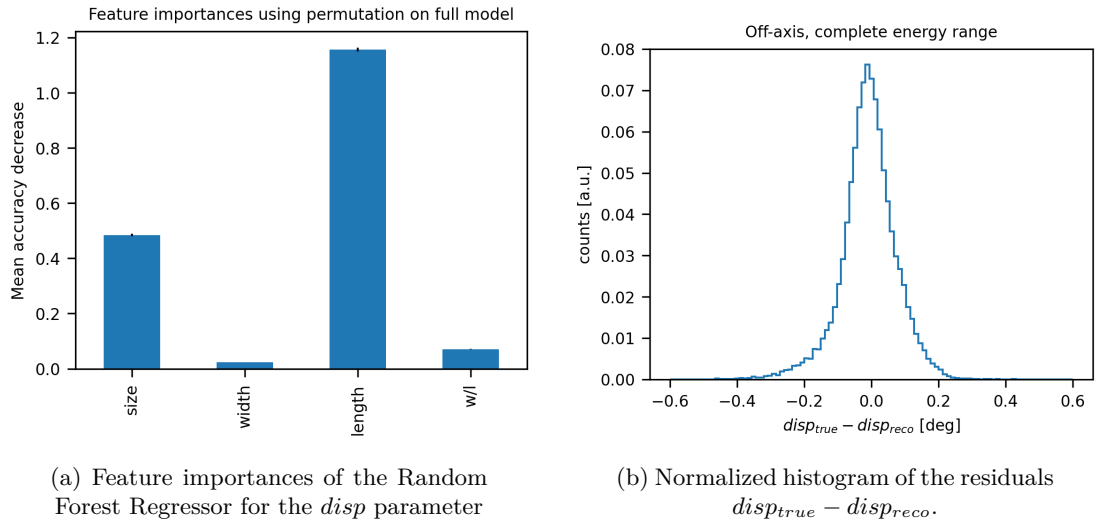 Feature importances using permutation on full model
Mean accuracy decrease
1.2
1.0
0.8
0.6
0.4
0.2
0.0
size
width
length
w/l
(a) Feature importances of the Random
Forest Regressor for the disp parameter
Off-axis, complete energy range
counts [a.u.]
0.08
0.07
0.06
0.05
0.04
0.03
0.02
0.01
0.00
−0.6 −0.4 −0.2 0.0 0.2 0.4 0.6
disp_true − disp_reco [deg]
(b) Normalized histogram of the residuals
disp_true − disp_reco.